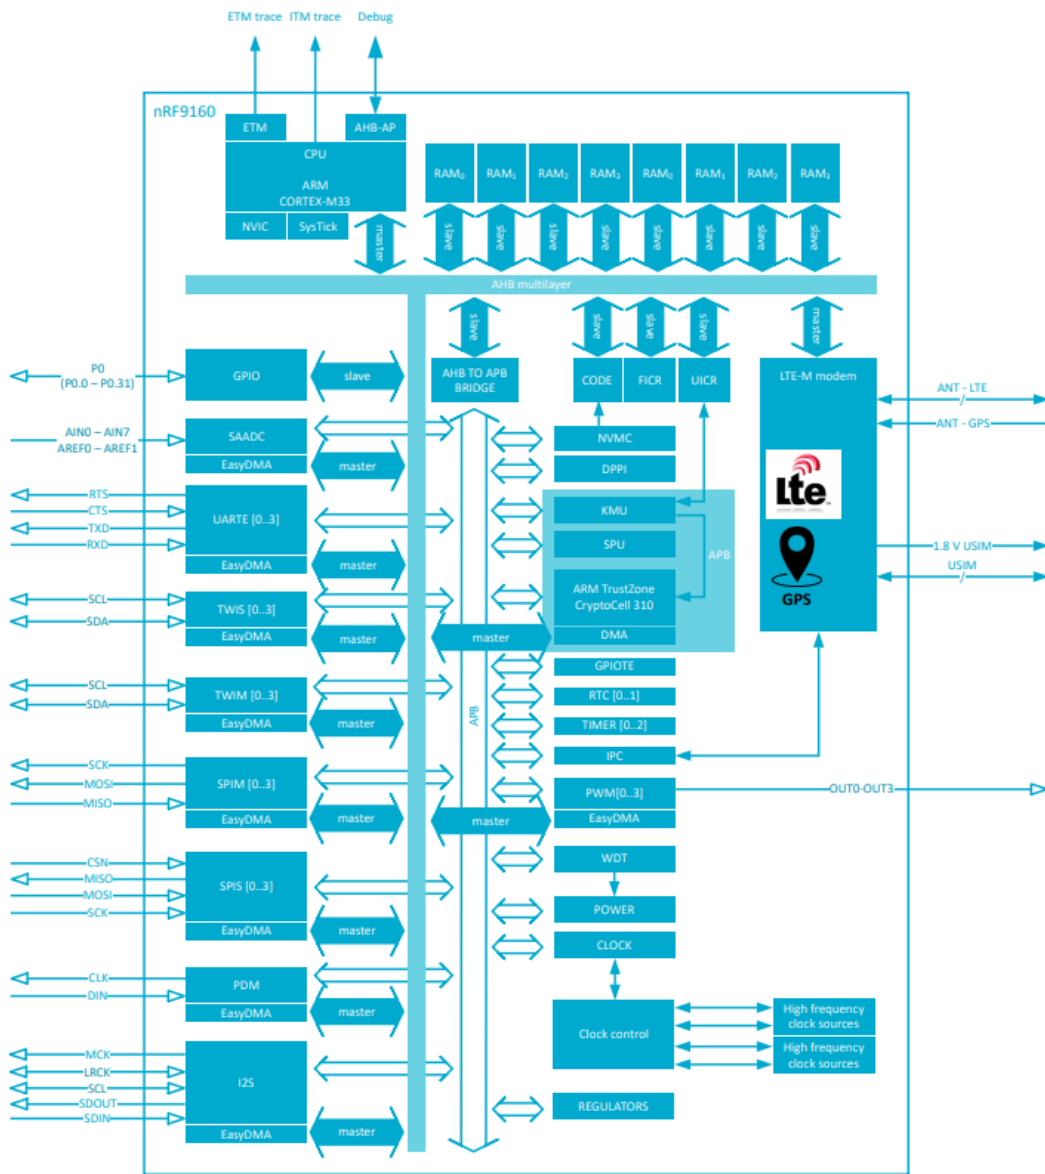 ETM trace ITM trace Debug
nRF9160
ETM
AHB-AP
CPU
ARM
CORTEX-M33
NVIC
SysTick
master
RAM₀ RAM₁ RAM₂ RAM₃ RAM₀ RAM₁ RAM₂ RAM₃
slave slave slave slave slave slave slave slave
AHB multilayer
slave
slave
slave
slave
master
P0
(P0.0 – P0.31)
GPIO
slave
AHB TO APB
BRIDGE
CODE
FICR
UICR
LTE-M modem
ANT - LTE
ANT - GPS
AIN0 – AIN7
AREF0 – AREF1
SAADC
EasyDMA
master
NVMC
DPPI
RTS
CTS
TXD
RXD
UARTE [0..3]
EasyDMA
master
KMU
SPU
APB
Lte
TM
GPS
1.8 V USIM
USIM
SCL
SDA
TWIS [0..3]
EasyDMA
master
ARM TrustZone
CryptoCell 310
DMA
master
SCL
SDA
TWIM [0..3]
EasyDMA
master
APB
GPIOTE
RTC [0..1]
TIMER [0..2]
IPC
SCK
MOSI
MISO
SPIM [0..3]
EasyDMA
master
PWM[0..3]
EasyDMA
master
OUT0-OUT3
CSN
MISO
MOSI
SCK
SPIS [0..3]
EasyDMA
master
WDT
POWER
CLOCK
CLK
DIN
PDM
EasyDMA
master
Clock control
High frequency
clock sources
High frequency
clock sources
MCK
LRCK
SCL
SDOUT
SDIN
I2S
EasyDMA
master
REGULATORS